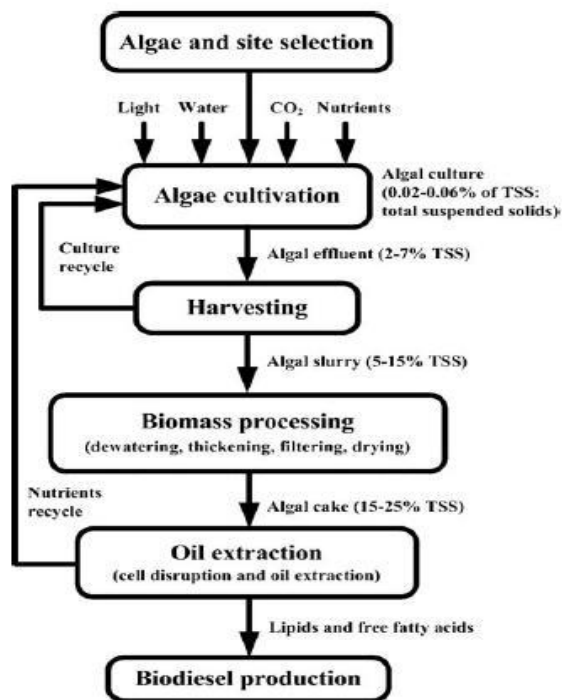 Algae and site selection
Light Water CO₂ Nutrients
Algae cultivation
Algal culture
(0.02-0.06% of TSS:
total suspended solids)
Culture
recycle
Algal effluent (2-7% TSS)
Harvesting
Algal slurry (5-15% TSS)
Biomass processing
(dewatering, thickening, filtering, drying)
Nutrients
recycle
Algal cake (15-25% TSS)
Oil extraction
(cell disruption and oil extraction)
Lipids and free fatty acids
Biodiesel production